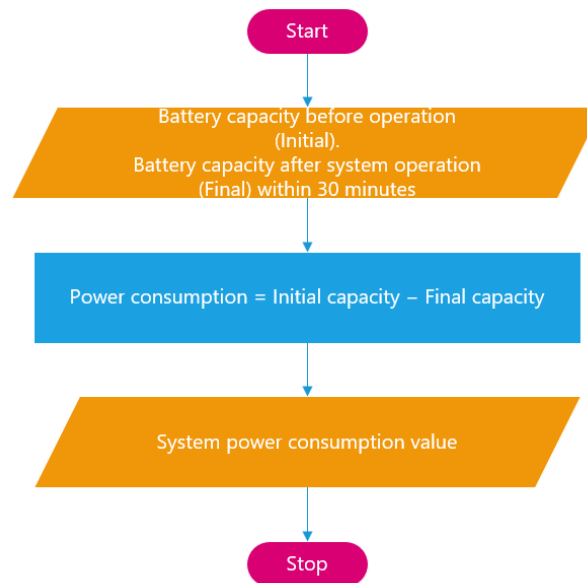 Start
Battery capacity before operation
(Initial).
Battery capacity after system operation
(Final) within 30 minutes
Power consumption = Initial capacity – Final capacity
System power consumption value
Stop